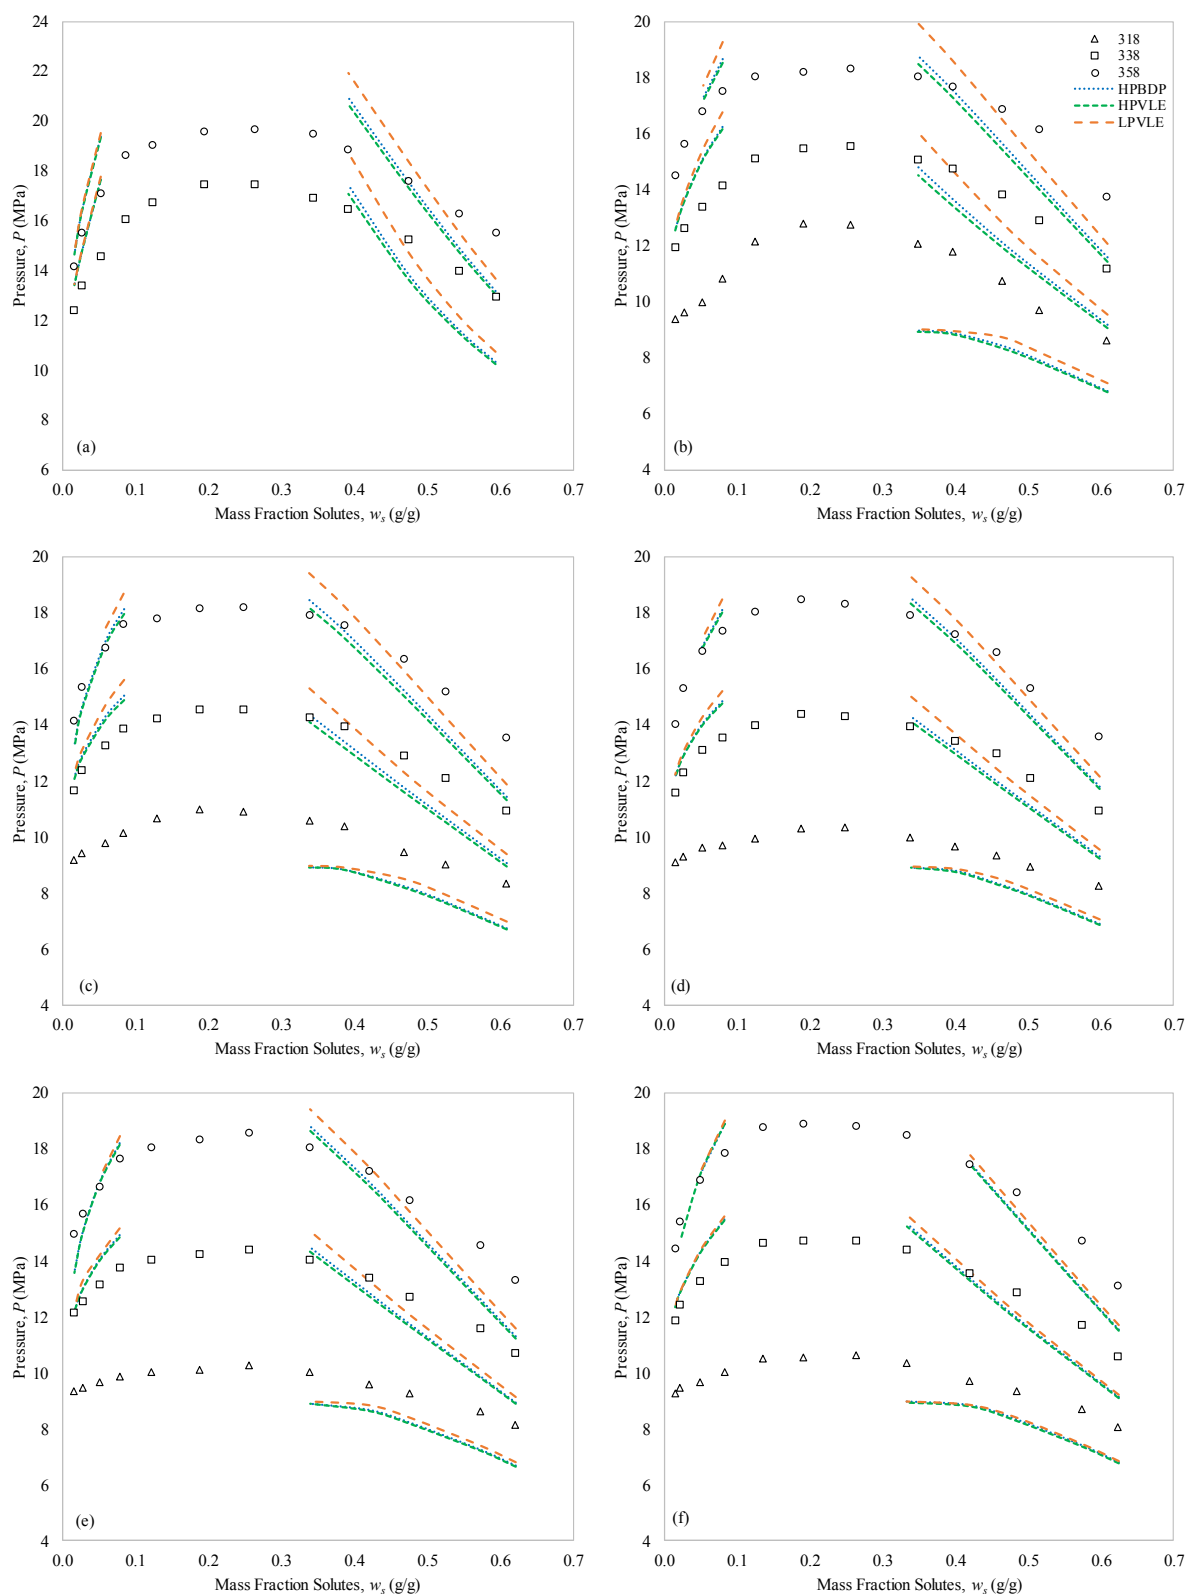 24
22
20
18
16
14
12
10
8
6
Pressure, P (MPa)
(a)
0.0 0.1 0.2 0.3 0.4 0.5 0.6 0.7
Mass Fraction Solutes, ws (g/g)
20
18
16
14
12
10
8
6
4
Pressure, P (MPa)
318
338
358
HPBDP
HPVLE
LPVLE
(b)
0.0 0.1 0.2 0.3 0.4 0.5 0.6 0.7
Mass Fraction Solutes, ws (g/g)
20
18
16
14
12
10
8
6
4
Pressure, P (MPa)
(c)
0.0 0.1 0.2 0.3 0.4 0.5 0.6 0.7
Mass Fraction Solutes, ws (g/g)
20
18
16
14
12
10
8
6
4
Pressure, P (MPa)
(d)
0.0 0.1 0.2 0.3 0.4 0.5 0.6 0.7
Mass Fraction Solutes, ws (g/g)
20
18
16
14
12
10
8
6
4
Pressure, P (MPa)
(e)
0.0 0.1 0.2 0.3 0.4 0.5 0.6 0.7
Mass Fraction Solutes, ws (g/g)
20
18
16
14
12
10
8
6
4
Pressure, P (MPa)
(f)
0.0 0.1 0.2 0.3 0.4 0.5 0.6 0.7
Mass Fraction Solutes, ws (g/g)